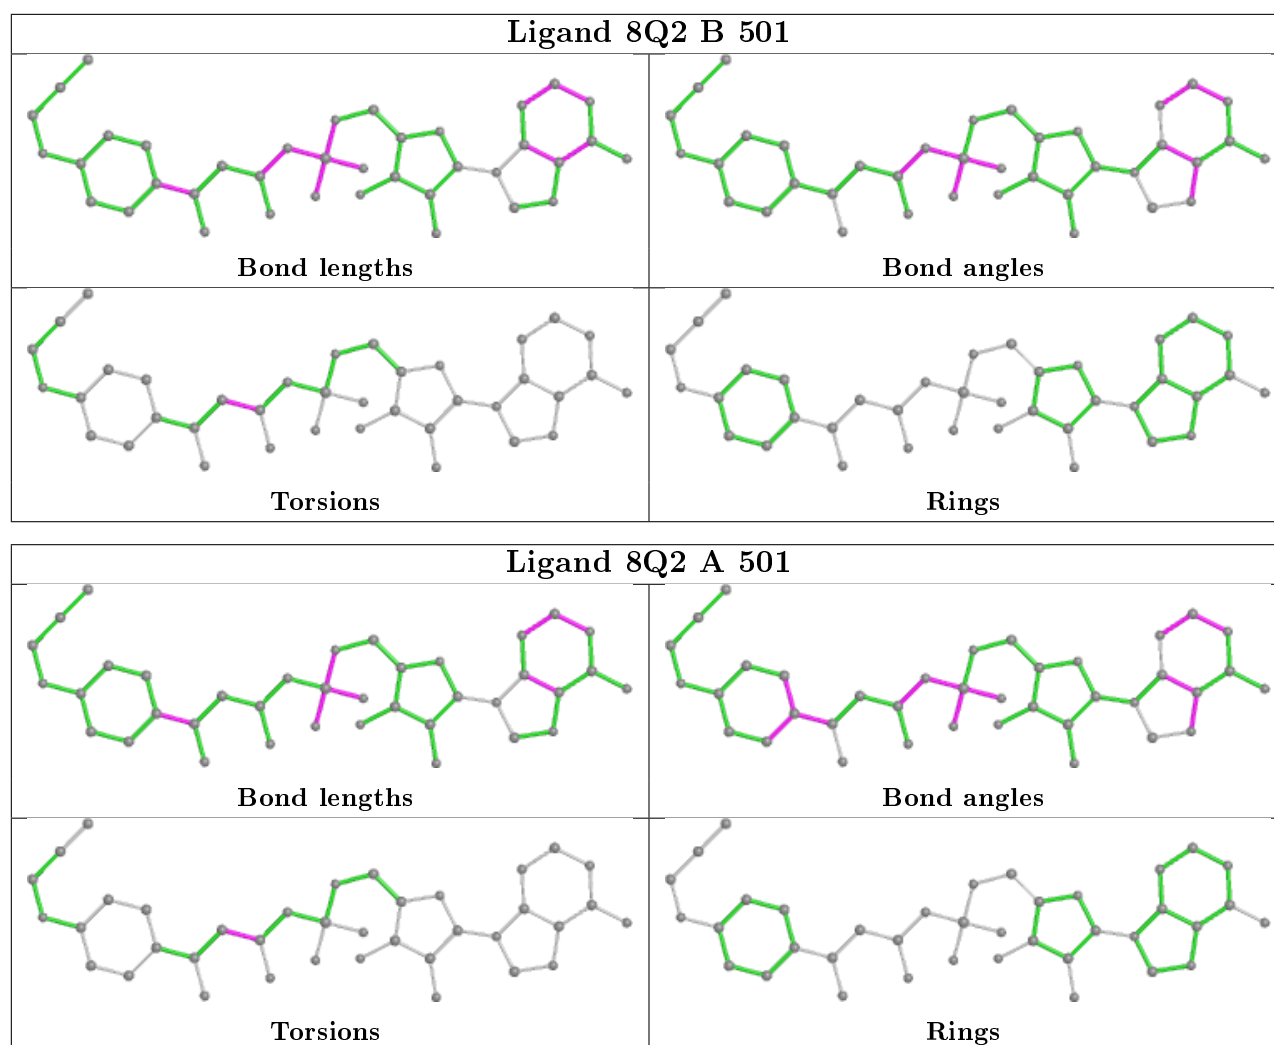 Ligand 8Q2 B 501
Bond lengths
Bond angles
Torsions
Rings
Ligand 8Q2 A 501
Bond lengths
Bond angles
Torsions
Rings